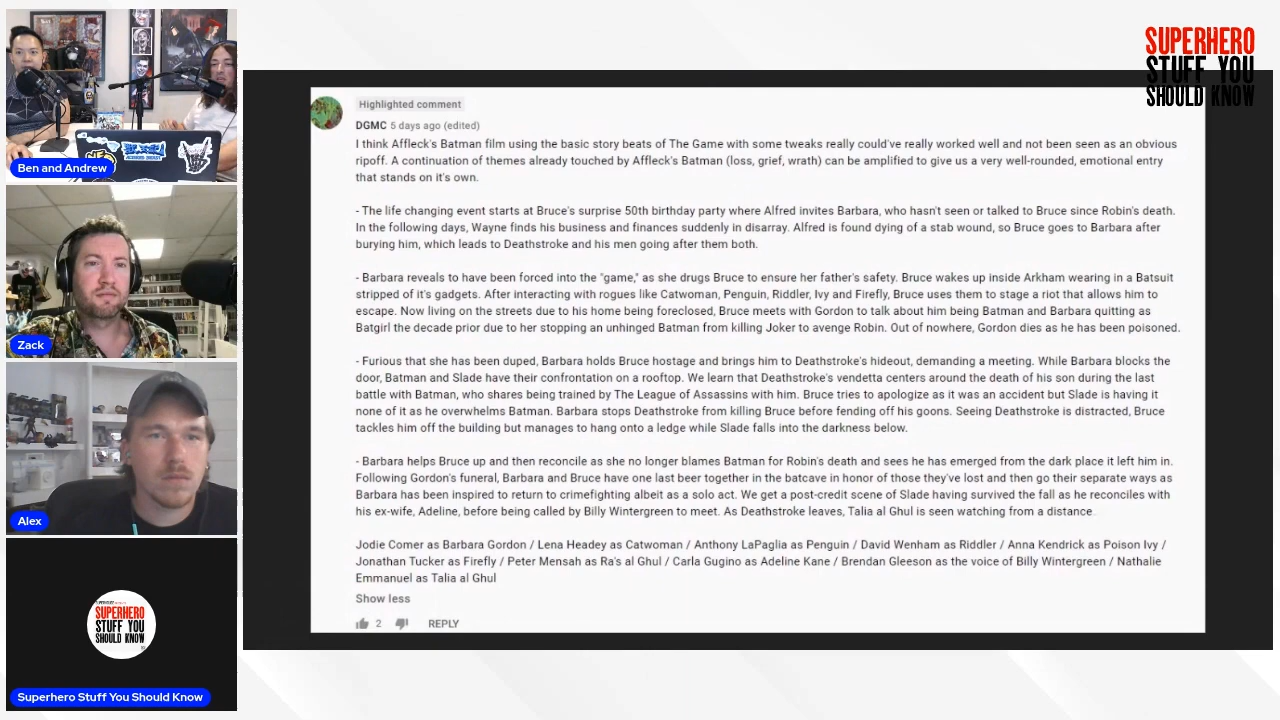 Ben and Andrew
Zack
Alex
SUPERHERO
STUFF YOU
SHOULD KNOW
Superhero Stuff You Should Know
SUPERHERO
STUFF YOU
SHOULD KNOW
Highlighted comment
DGMC 5 days ago (edited)
I think Affleck's Batman film using the basic story beats of The Game with some tweaks really could've really worked well and not been seen as an obvious
ripoff. A continuation of themes already touched by Affleck's Batman (loss, grief, wrath) can be amplified to give us a very well-rounded, emotional entry
that stands on it's own.
- The life changing event starts at Bruce's surprise 50th birthday party where Alfred invites Barbara, who hasn't seen or talked to Bruce since Robin's death.
In the following days, Wayne finds his business and finances suddenly in disarray. Alfred is found dying of a stab wound, so Bruce goes to Barbara after
burying him, which leads to Deathstroke and his men going after them both.
- Barbara reveals to have been forced into the "game," as she drugs Bruce to ensure her father's safety. Bruce wakes up inside Arkham wearing in a Batsuit
stripped of it's gadgets. After interacting with rogues like Catwoman, Penguin, Riddler, Ivy and Firefly, Bruce uses them to stage a riot that allows him to
escape. Now living on the streets due to his home being foreclosed, Bruce meets with Gordon to talk about him being Batman and Barbara quitting as
Batgirl the decade prior due to her stopping an unhinged Batman from killing Joker to avenge Robin. Out of nowhere, Gordon dies as he has been poisoned.
- Furious that she has been duped, Barbara holds Bruce hostage and brings him to Deathstroke's hideout, demanding a meeting. While Barbara blocks the
door, Batman and Slade have their confrontation on a rooftop. We learn that Deathstroke's vendetta centers around the death of his son during the last
battle with Batman, who shares being trained by The League of Assassins with him. Bruce tries to apologize as it was an accident but Slade is having it
none of it as he overwhelms Batman. Barbara stops Deathstroke from killing Bruce before fending off his goons. Seeing Deathstroke is distracted, Bruce
tackles him off the building but manages to hang onto a ledge while Slade falls into the darkness below.
- Barbara helps Bruce up and then reconcile as she no longer blames Batman for Robin's death and sees he has emerged from the dark place it left him in.
Following Gordon's funeral, Barbara and Bruce have one last beer together in the batcave in honor of those they've lost and then go their separate ways as
Barbara has been inspired to return to crimefighting albeit as a solo act. We get a post-credit scene of Slade having survived the fall as he reconciles with
his ex-wife, Adeline, before being called by Billy Wintergreen to meet. As Deathstroke leaves, Talia al Ghul is seen watching from a distance.
Jodie Comer as Barbara Gordon / Lena Headey as Catwoman / Anthony LaPaglia as Penguin / David Wenham as Riddler / Anna Kendrick as Poison Ivy /
Jonathan Tucker as Firefly / Peter Mensah as Ra's al Ghul / Carla Gugino as Adeline Kane / Brendan Gleeson as the voice of Billy Wintergreen / Nathalie
Emmanuel as Talia al Ghul
Show less
2 REPLY